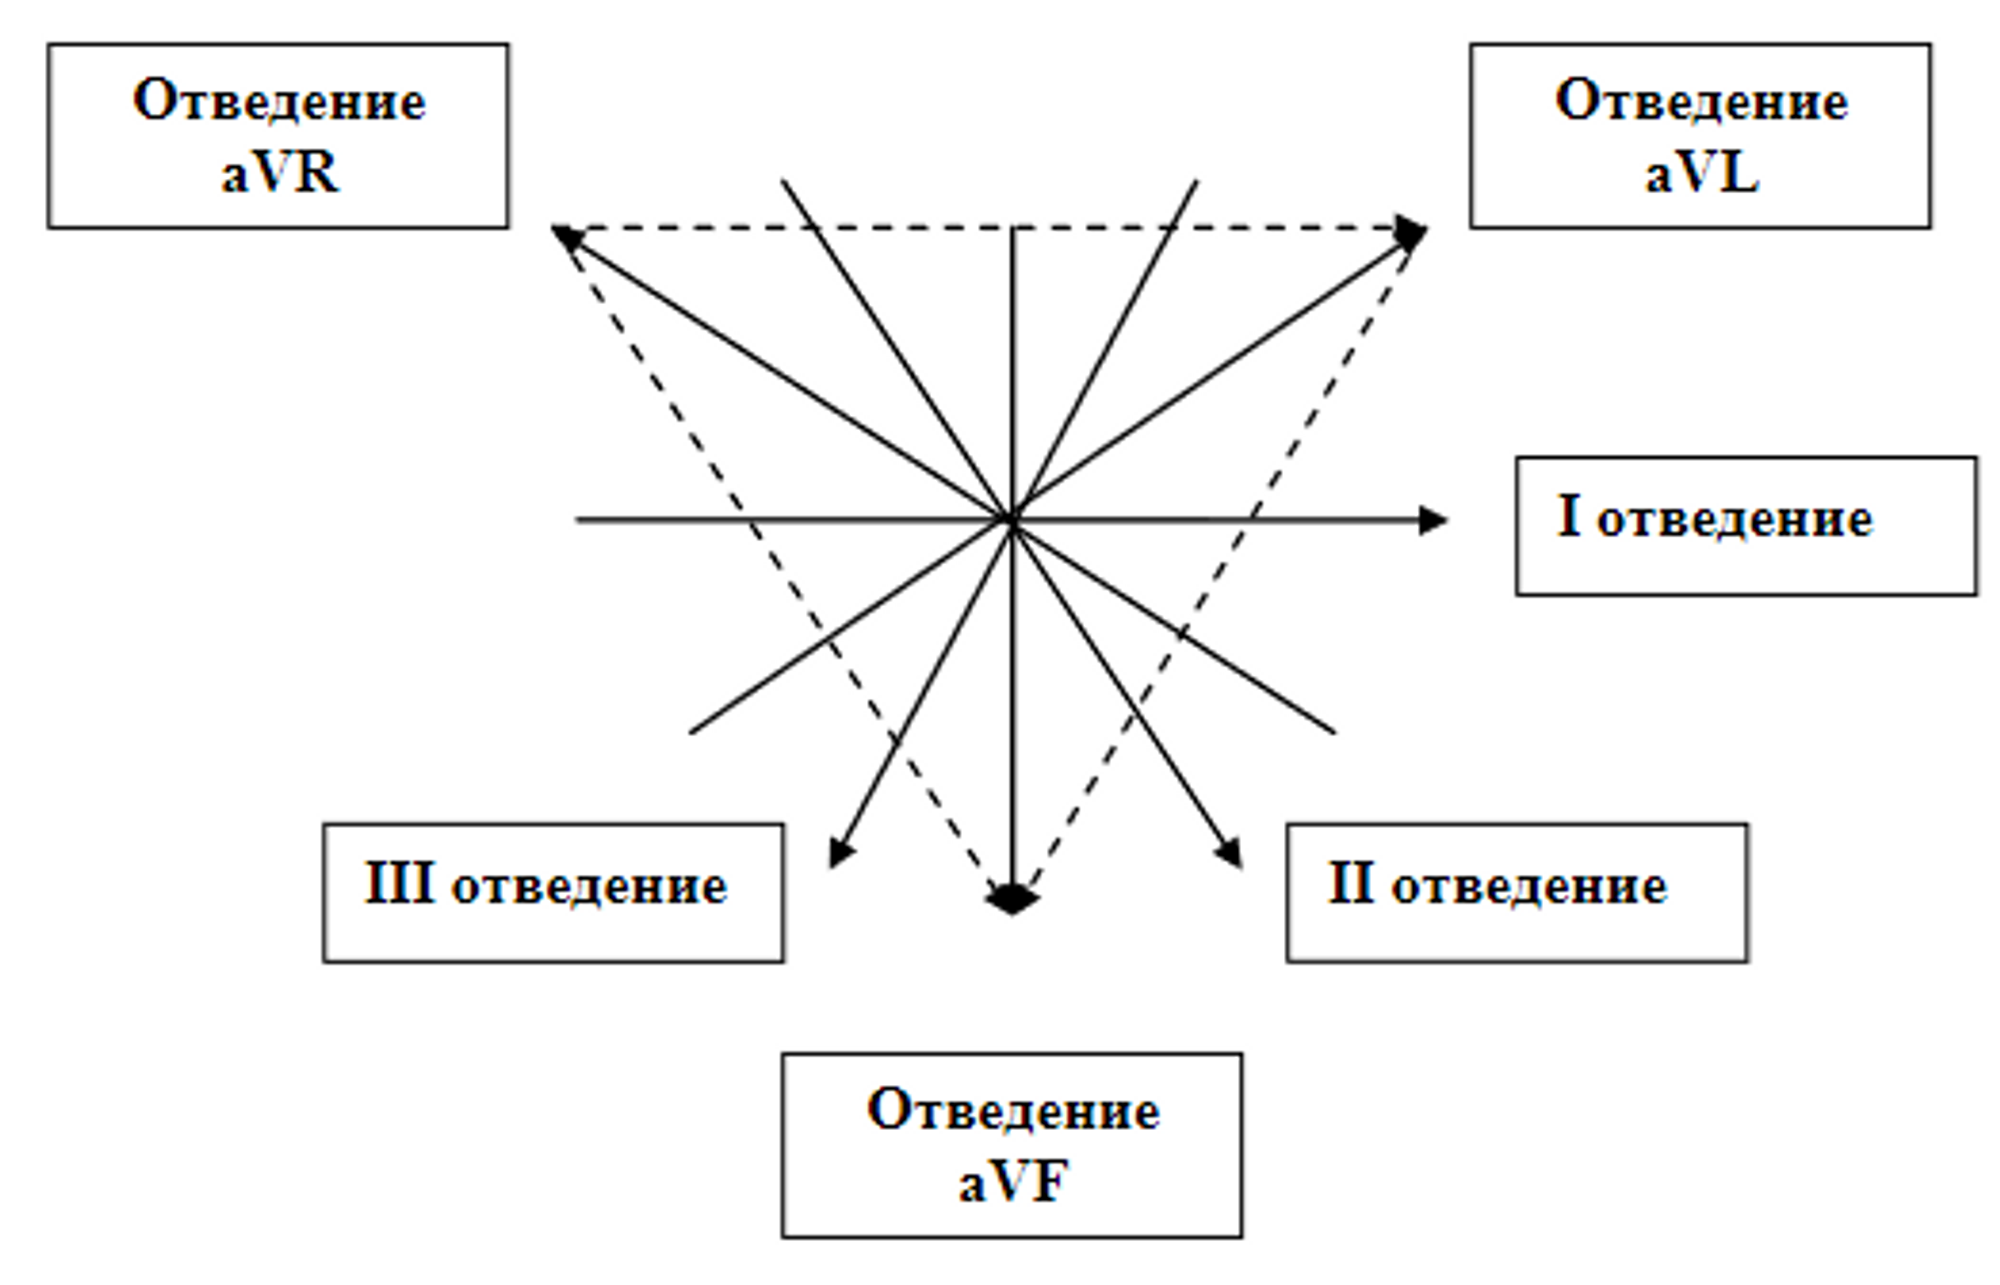 Отведение
aVR
Отведение
aVL
I отведение
III отведение
II отведение
Отведение
aVF